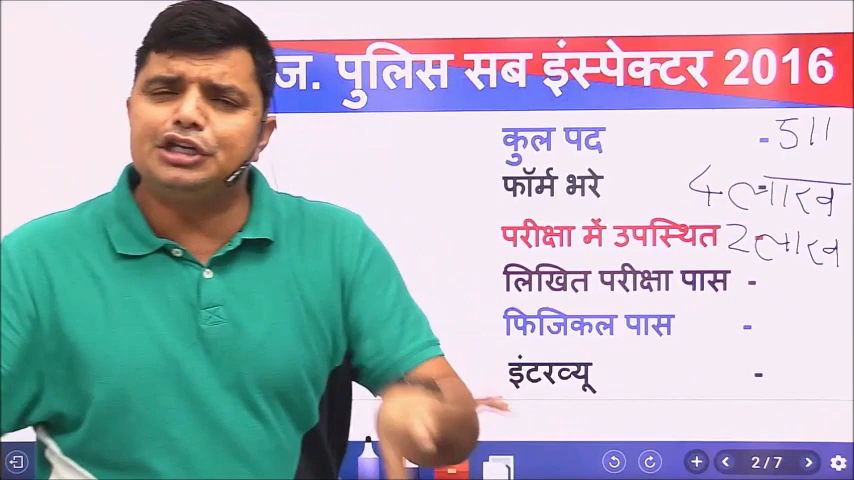 ज. पुलिस सब इंस्पेक्टर 2016
कुल पद - 511
फॉर्म भरे - 4 लाख
परीक्षा में उपस्थित - 2 लाख
लिखित परीक्षा पास -
फिजिकल पास -
इंटरव्यू -
2/7